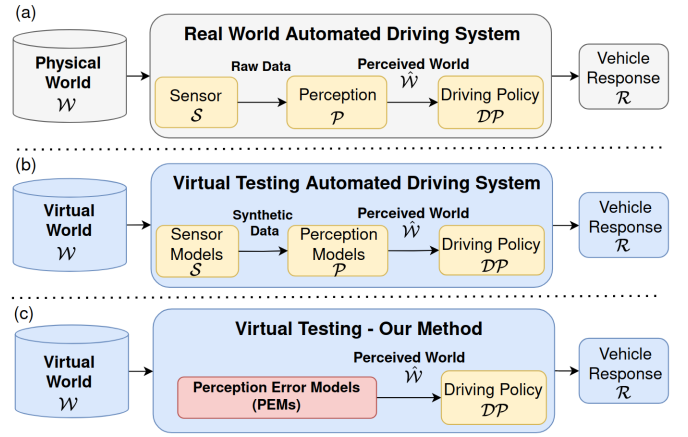 (a)
Real World Automated Driving System
Physical
World
𝒲
Raw Data
Perceived World
𝒲̂
Sensor
𝒮
Perception
𝒫
Driving Policy
𝒟𝒫
Vehicle
Response
ℛ
(b)
Virtual Testing Automated Driving System
Virtual
World
𝒲
Synthetic
Data
Perceived World
𝒲̂
Sensor
Models
𝒮
Perception
Models
𝒫
Driving Policy
𝒟𝒫
Vehicle
Response
ℛ
(c)
Virtual Testing - Our Method
Virtual
World
𝒲
Perceived World
𝒲̂
Perception Error Models
(PEMs)
Driving Policy
𝒟𝒫
Vehicle
Response
ℛ